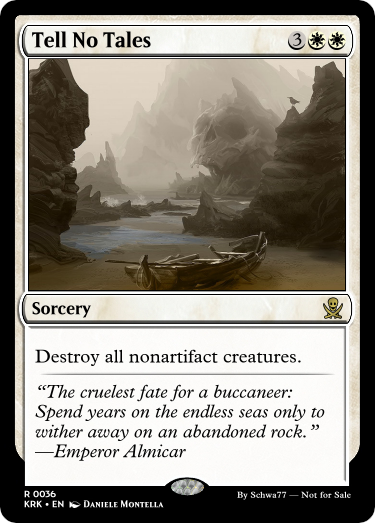 Tell No Tales 3
Sorcery
Destroy all nonartifact creatures.
“The cruelest fate for a buccaneer:
Spend years on the endless seas only to
wither away on an abandoned rock.”
—Emperor Almicar
R 0036
KRK • EN DANIELE MONTELLA
By Schwa77 — Not for Sale